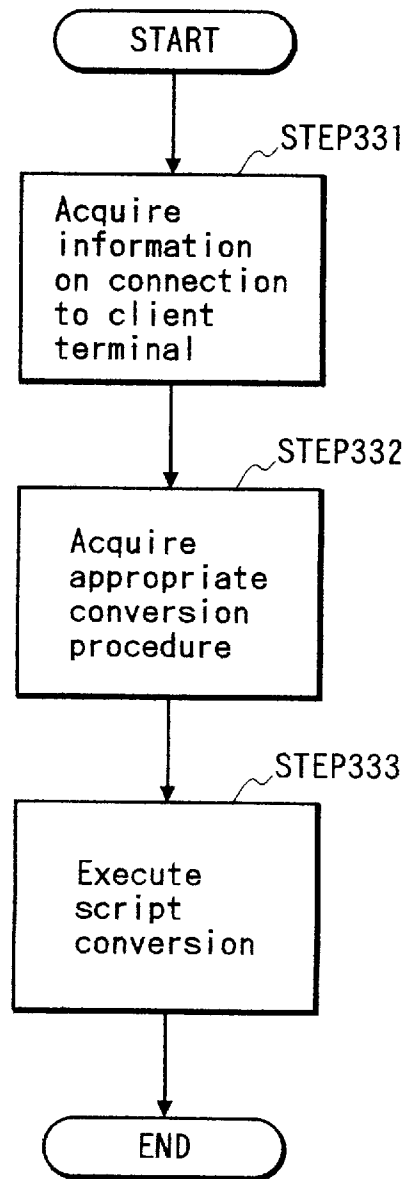 START
STEP331
Acquire
information
on connection
to client
terminal
STEP332
Acquire
appropriate
conversion
procedure
STEP333
Execute
script
conversion
END